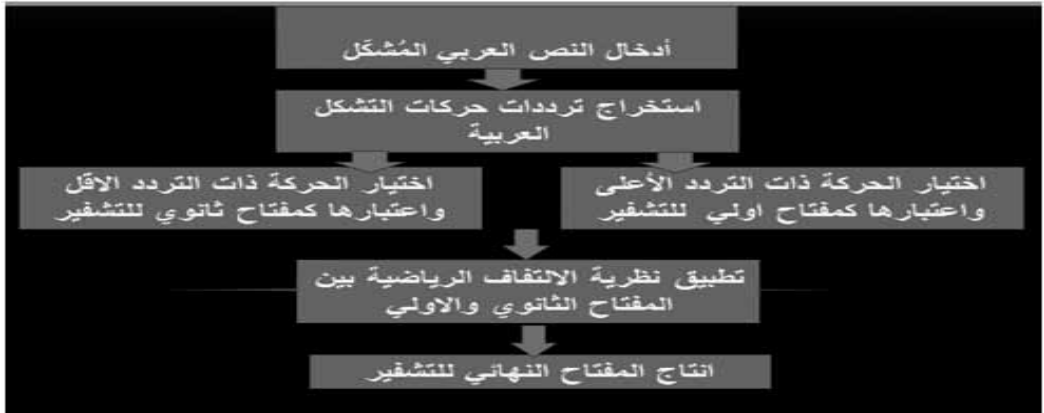 أدخال النص العربي المُشكَل
استخراج ترددات حركات التشكل
العربية
اختيار الحركة ذات التردد الأعلى
واعتبارها كمفتاح اولي للتشفير
اختيار الحركة ذات التردد الاقل
واعتبارها كمفتاح ثانوي للتشفير
تطبيق نظرية الالتفاف الرياضية بين
المفتاح الثانوي والاولي
انتاج المفتاح النهائي للتشفير